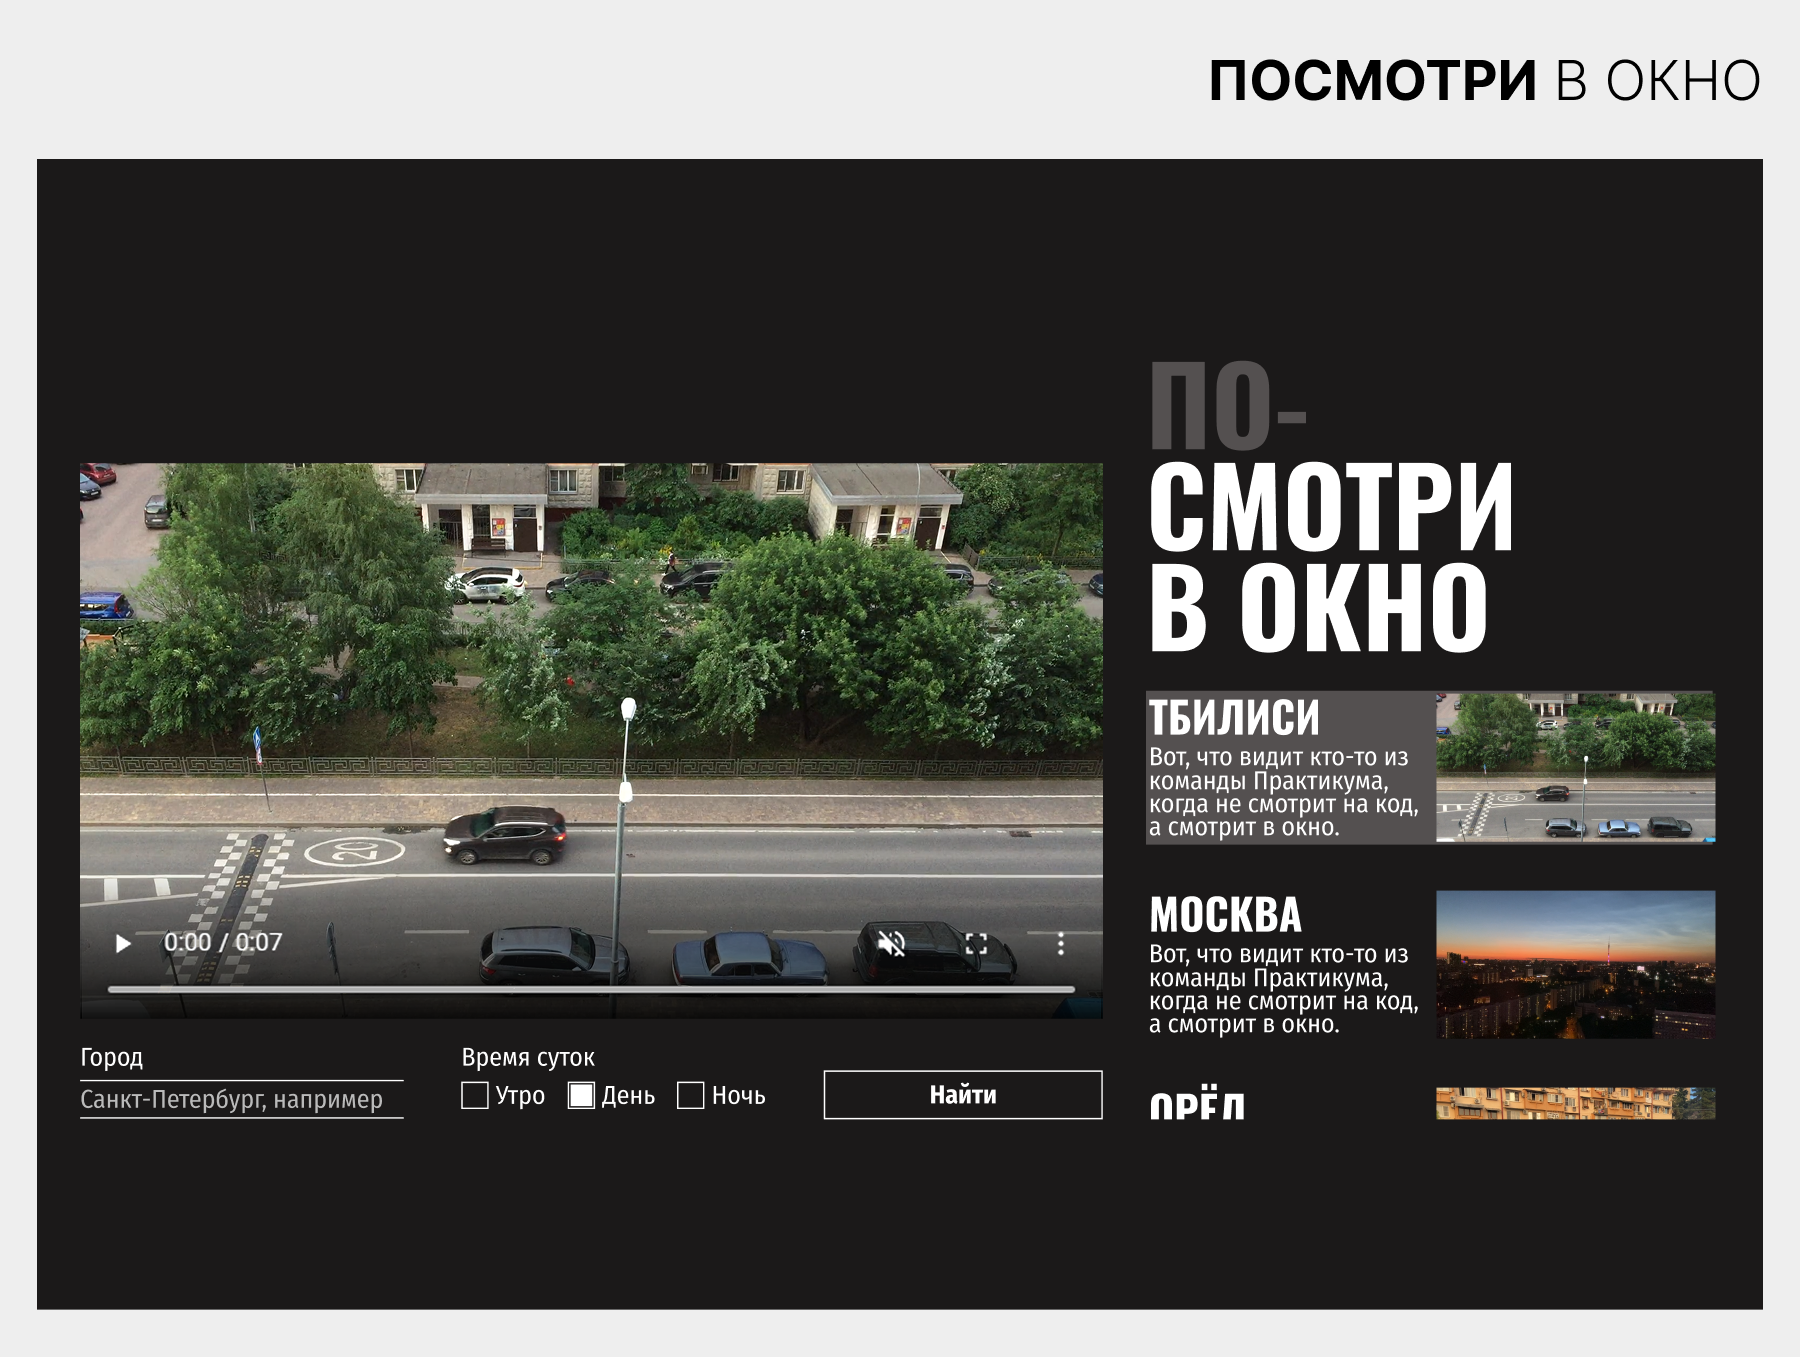 ПОСМОТРИ В ОКНО
ПО-
СМОТРИ
В ОКНО
20
0:00 / 0:07
Город
Санкт-Петербург, например
Время суток
Утро День Ночь
Найти
ТБИЛИСИ
Вот, что видит кто-то из
команды Практикума,
когда не смотрит на код,
а смотрит в окно.
МОСКВА
Вот, что видит кто-то из
команды Практикума,
когда не смотрит на код,
а смотрит в окно.
ОРЁЛ